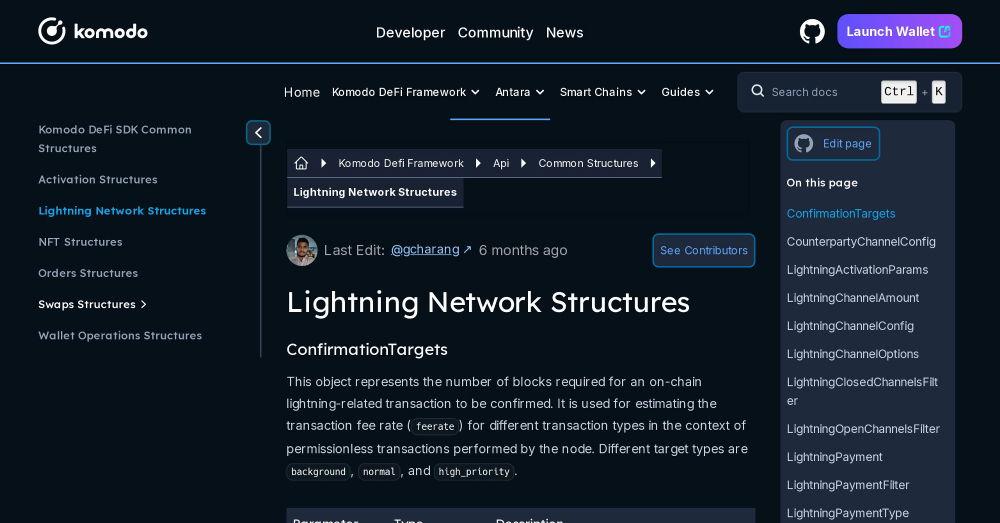 komodo
Developer Community News
Launch Wallet
Home Komodo DeFi Framework Antara Smart Chains Guides
Search docs Ctrl + K
Komodo DeFi SDK Common
Structures
Activation Structures
Lightning Network Structures
NFT Structures
Orders Structures
Swaps Structures
Wallet Operations Structures
Komodo Defi Framework Api Common Structures
Lightning Network Structures
Last Edit: @gcharang ↗ 6 months ago
See Contributors
Lightning Network Structures
ConfirmationTargets
This object represents the number of blocks required for an on-chain
lightning-related transaction to be confirmed. It is used for estimating the
transaction fee rate (feerate) for different transaction types in the context of
permissionless transactions performed by the node. Different target types are
background, normal, and high_priority.
Parameter Type Description
Edit page
On this page
ConfirmationTargets
CounterpartyChannelConfig
LightningActivationParams
LightningChannelAmount
LightningChannelConfig
LightningChannelOptions
LightningClosedChannelsFilt
er
LightningOpenChannelsFilter
LightningPayment
LightningPaymentFilter
LightningPaymentType